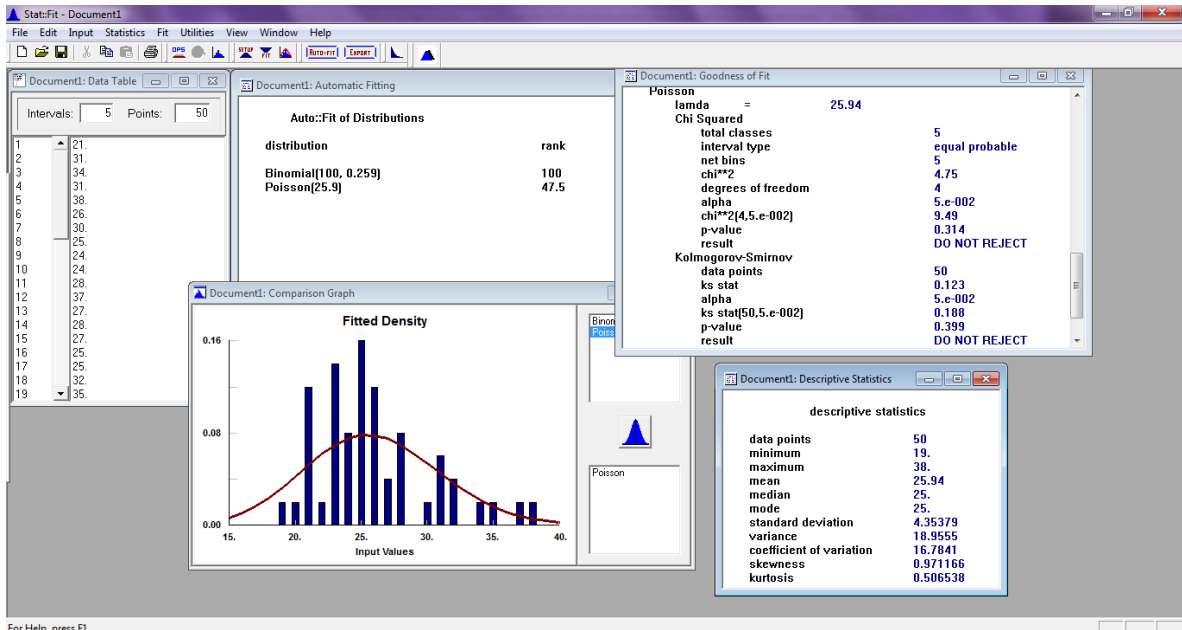 Stat::Fit - Document1
File Edit Input Statistics Fit Utilities View Window Help
OPS SETUP FIT AUTO::FIT EXPORT
Document1: Data Table
Intervals: 5 Points: 50
1 21.
2 31.
3 34.
4 31.
5 38.
6 26.
7 30.
8 25.
9 24.
10 24.
11 28.
12 37.
13 27.
14 28.
15 27.
16 25.
17 25.
18 32.
19 35.
Document1: Automatic Fitting
Auto::Fit of Distributions
distribution rank
Binomial(100, 0.259) 100
Poisson(25.9) 47.5
Document1: Goodness of Fit
Poisson
lamda = 25.94
Chi Squared
total classes 5
interval type equal probable
net bins 5
chi**2 4.75
degrees of freedom 4
alpha 5.e-002
chi**2(4,5.e-002) 9.49
p-value 0.314
result DO NOT REJECT
Kolmogorov-Smirnov
data points 50
ks stat 0.123
alpha 5.e-002
ks stat(50,5.e-002) 0.188
p-value 0.399
result DO NOT REJECT
Document1: Comparison Graph
Fitted Density
0.16
0.08
0.00
15. 20. 25. 30. 35. 40.
Input Values
Binon
Poiss
Poisson
Document1: Descriptive Statistics
descriptive statistics
data points 50
minimum 19.
maximum 38.
mean 25.94
median 25.
mode 25.
standard deviation 4.35379
variance 18.9555
coefficient of variation 16.7841
skewness 0.971166
kurtosis 0.506538
For Help, press F1